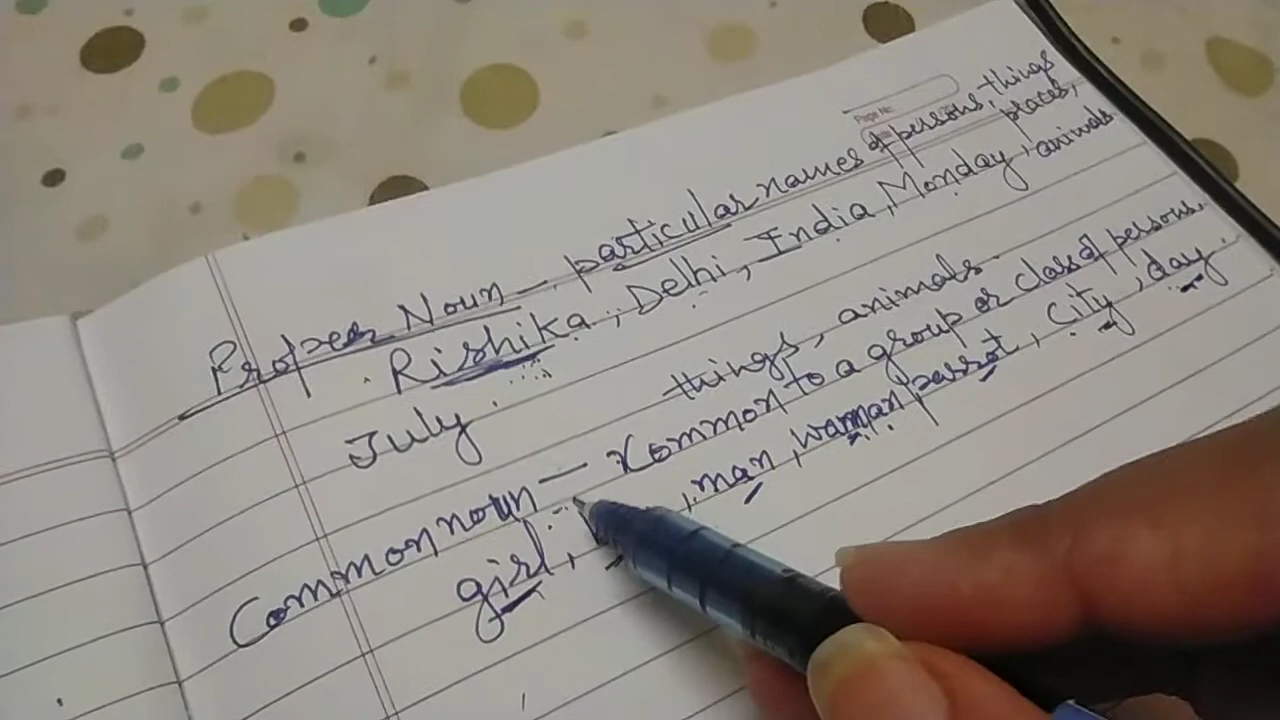 Page No.
Proper Noun - particular names of persons, things
places,
Rishika, Delhi, India, Monday, animals
July.
things, animals.
Common noun - Common to a group or class of persons.
girl, , man, woman, parrot, city, day.